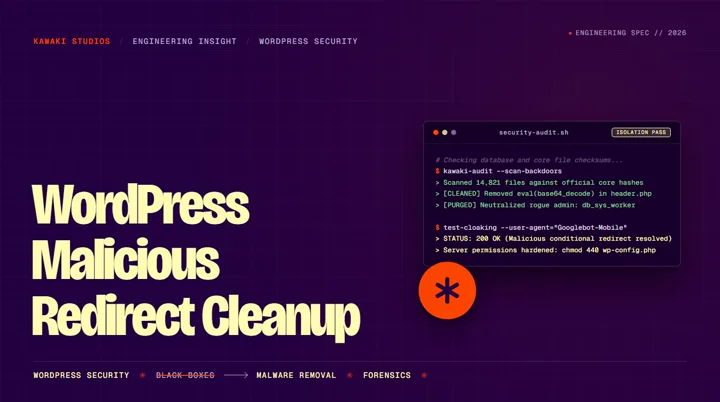 KAWAKI STUDIOS / ENGINEERING INSIGHT / WORDPRESS SECURITY
ENGINEERING SPEC // 2026
security-audit.sh
ISOLATION PASS
# Checking database and core file checksums...
$ kawaki-audit --scan-backdoors
> Scanned 14,821 files against official core hashes
> [CLEANED] Removed eval(base64_decode) in header.php
> [PURGED] Neutralized rogue admin: db_sys_worker
$ test-cloaking --user-agent="Googlebot-Mobile"
> STATUS: 200 OK (Malicious conditional redirect resolved)
> Server permissions hardened: chmod 440 wp-config.php
WordPress
Malicious
Redirect Cleanup
WORDPRESS SECURITY * BLACK BOXES → MALWARE REMOVAL * FORENSICS *